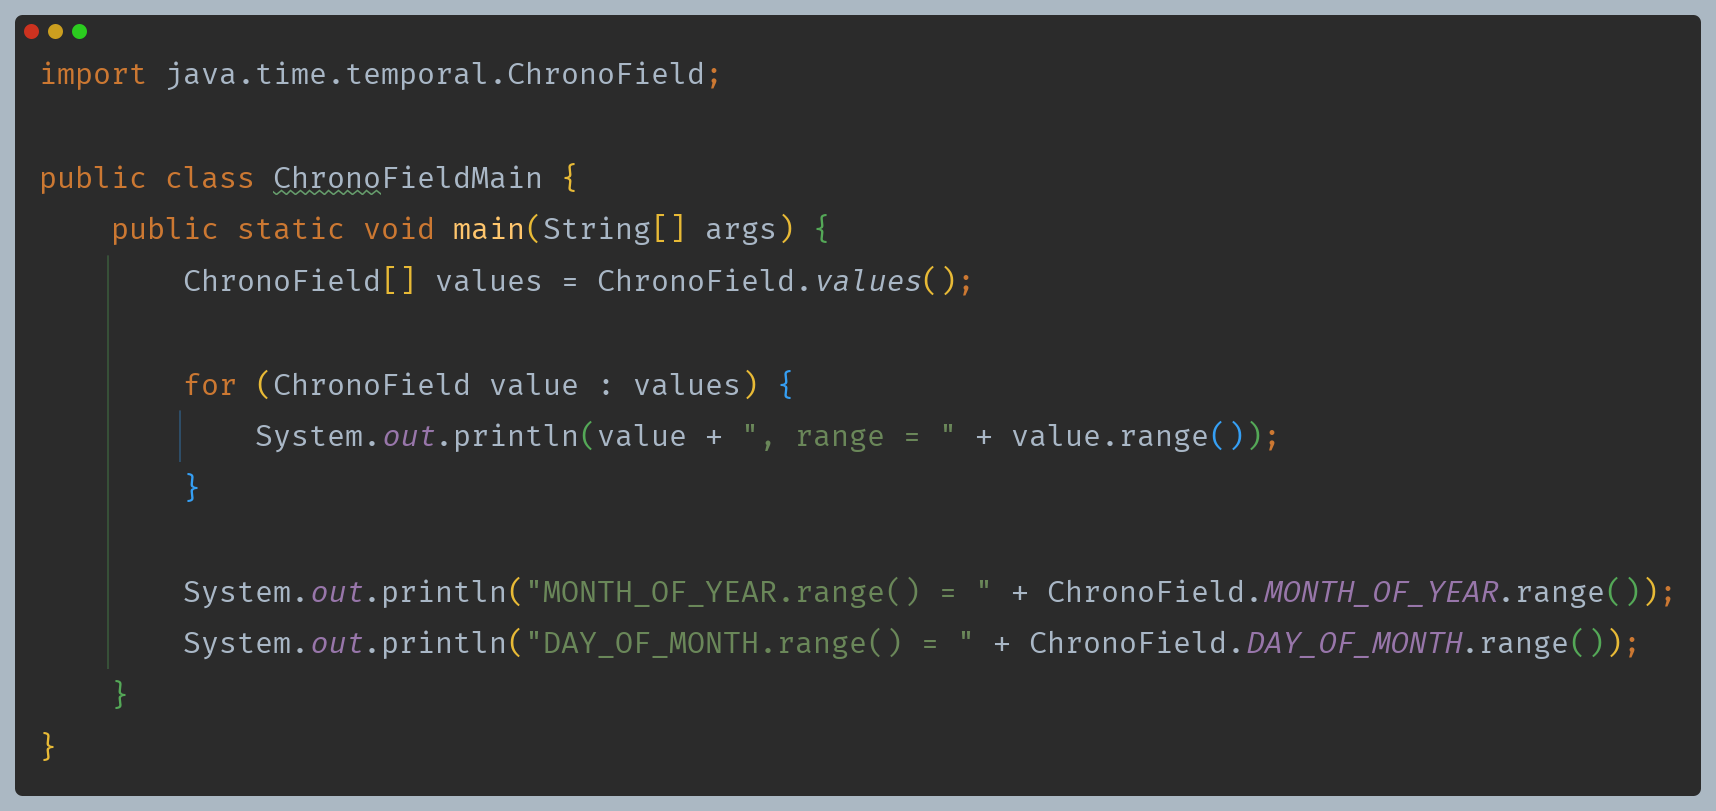 import java.time.temporal.ChronoField;
public class ChronoFieldMain {
    public static void main(String[] args) {
        ChronoField[] values = ChronoField.values();
        for (ChronoField value : values) {
            System.out.println(value + ", range = " + value.range());
        }
        System.out.println("MONTH_OF_YEAR.range() = " + ChronoField.MONTH_OF_YEAR.range());
        System.out.println("DAY_OF_MONTH.range() = " + ChronoField.DAY_OF_MONTH.range());
    }
}